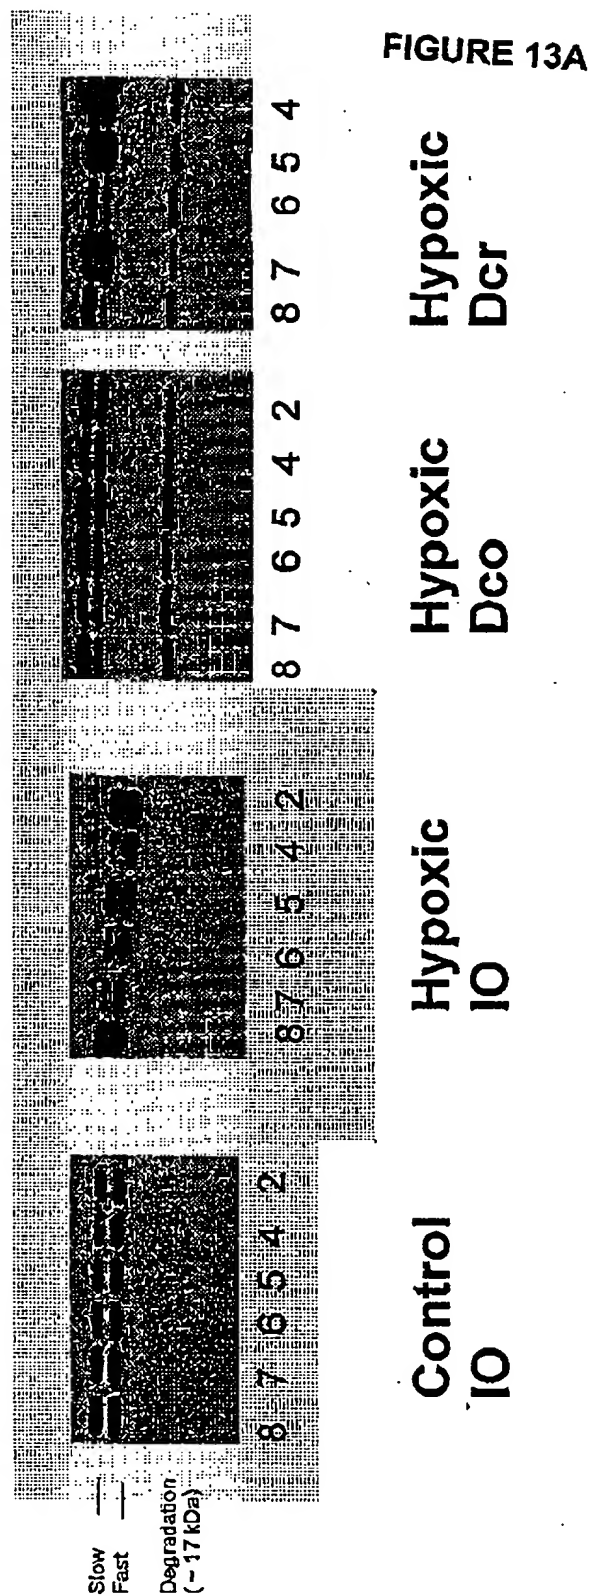 FIGURE 13A
Slow
Fast
Degradation
(~17 kDa)
8 7 6 5 4 2
Control
IO
8 7 6 5 4 2
Hypoxic
IO
8 7 6 5 4 2
Hypoxic
Dco
8 7 6 5 4
Hypoxic
Dcr